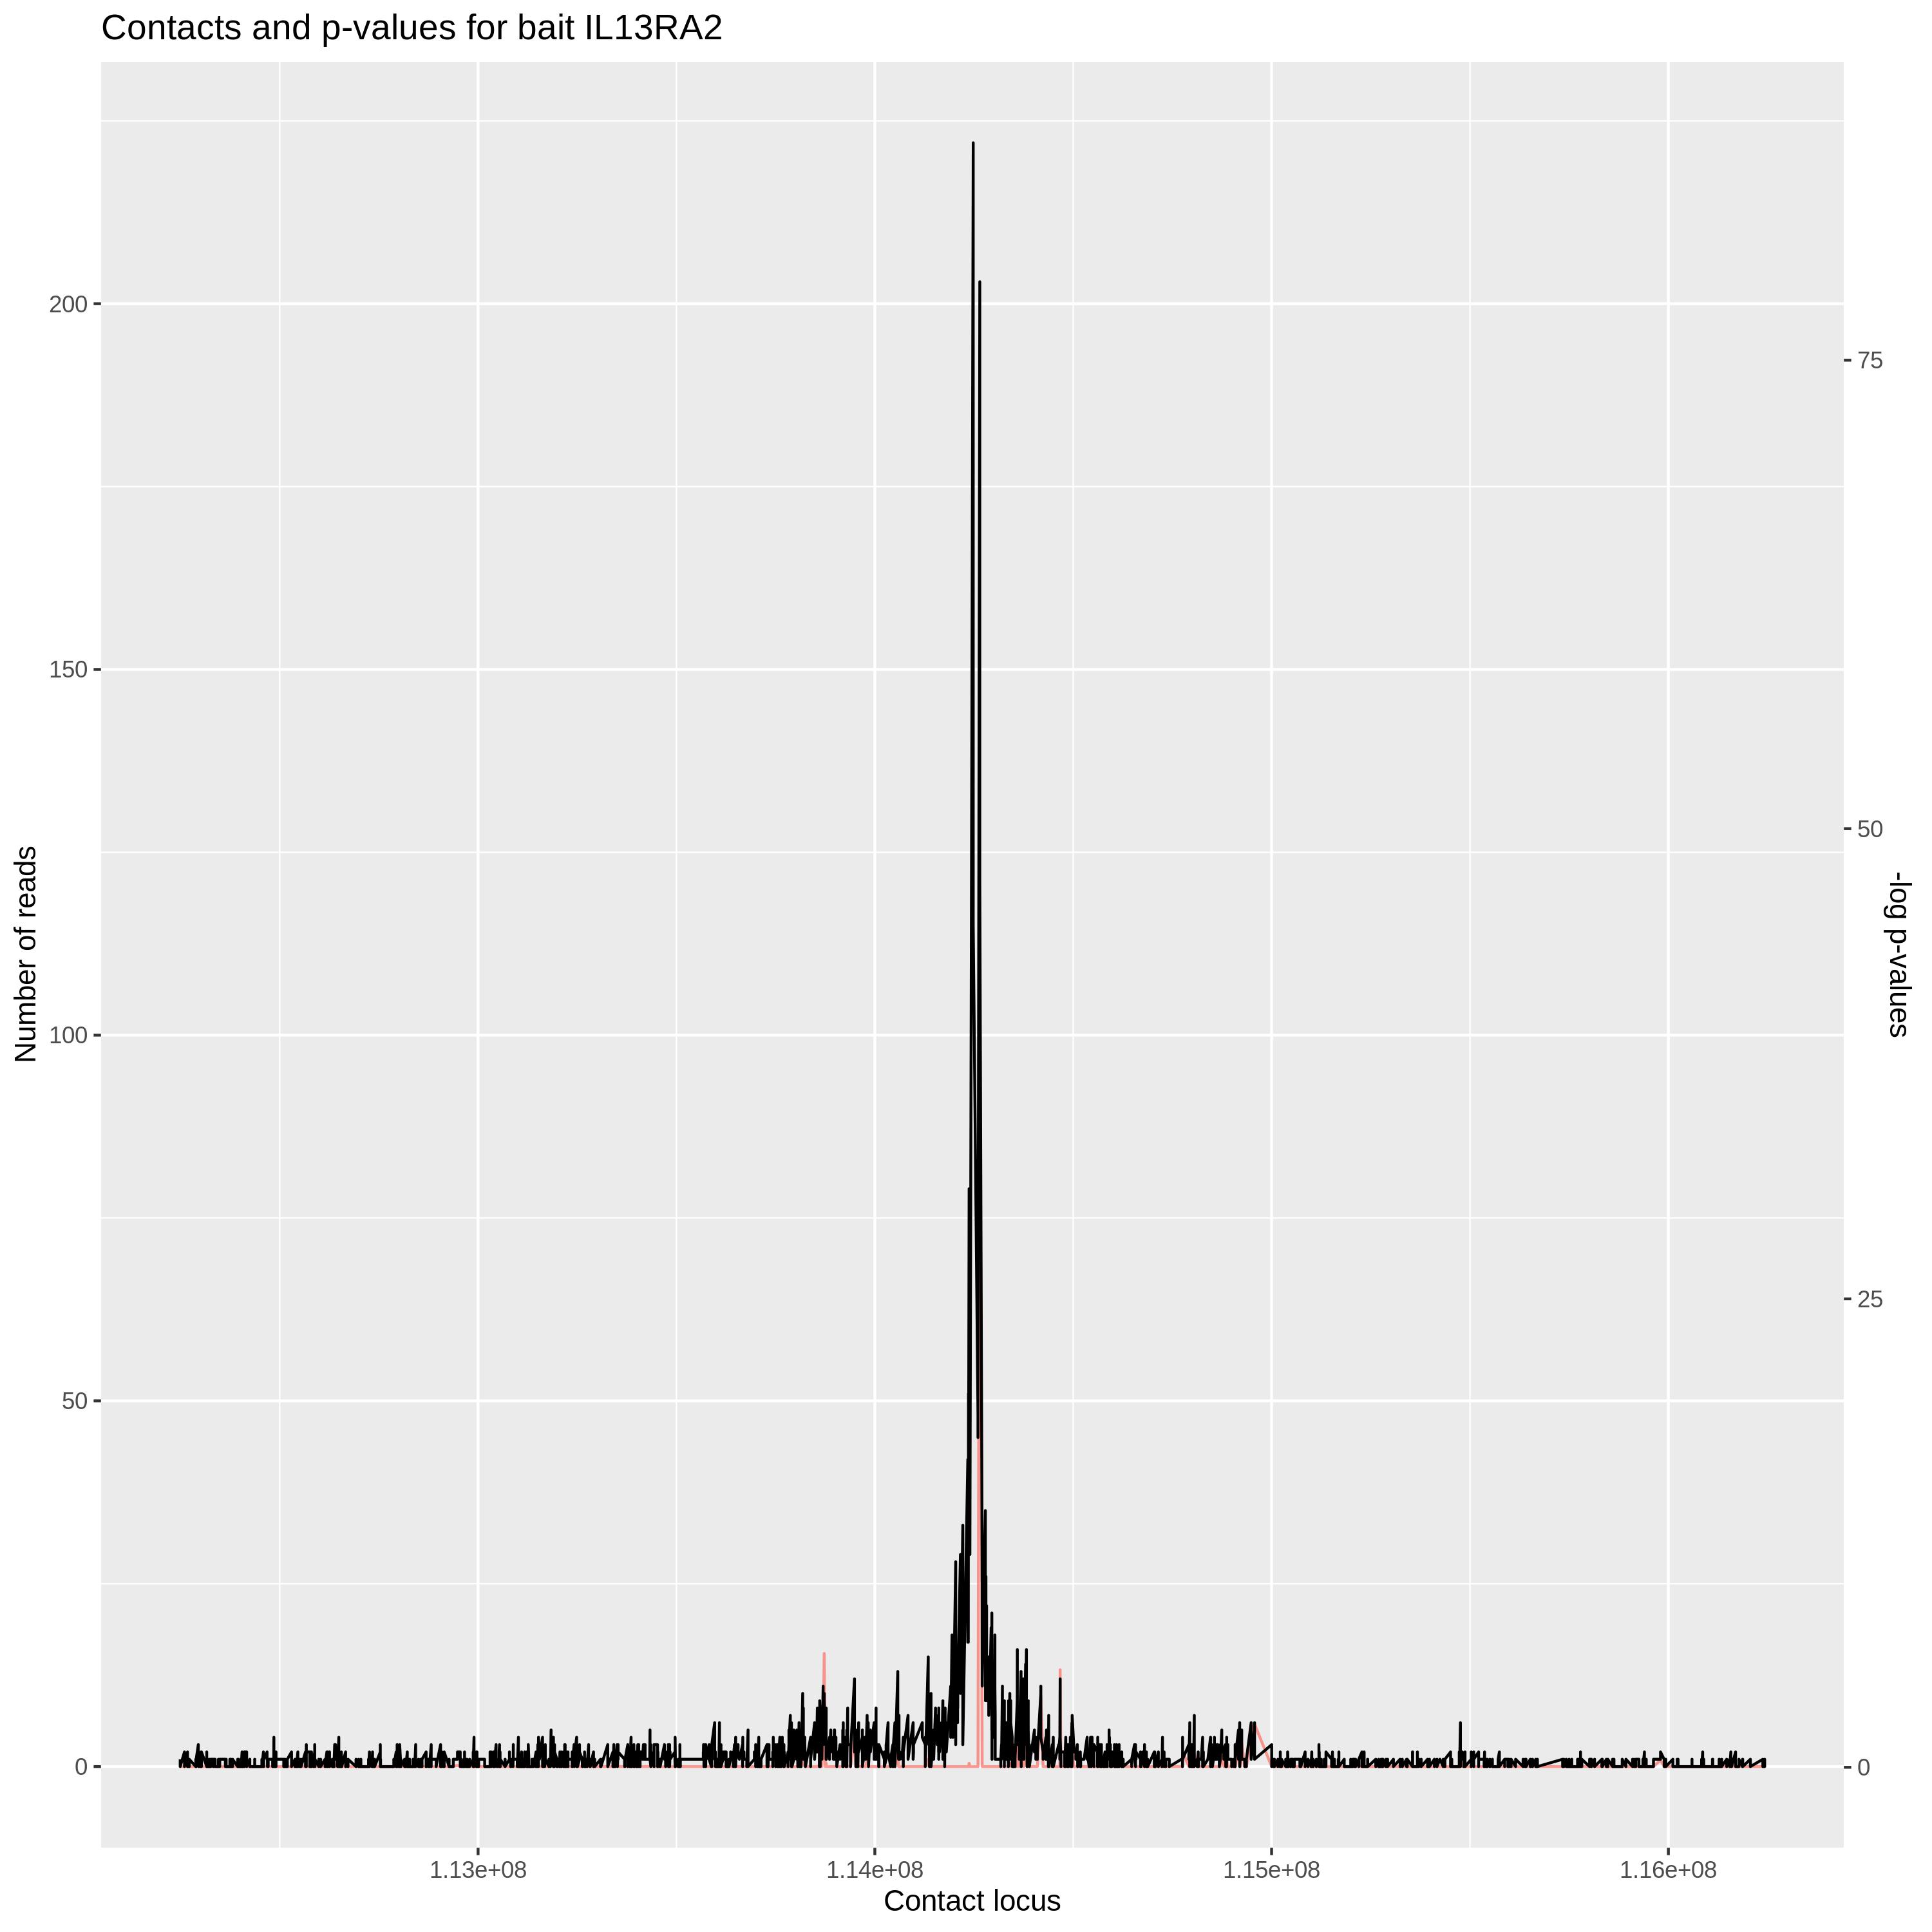 Contacts and p-values for bait IL13RA2
200
150
100
50
0
Number of reads
75
50
25
0
-log p-values
1.13e+08
1.14e+08
1.15e+08
1.16e+08
Contact locus